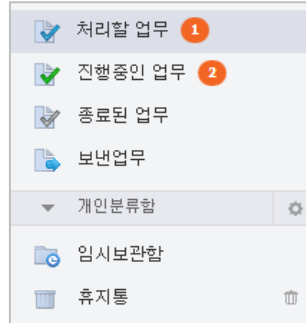 처리할 업무 1
진행중인 업무 2
종료된 업무
보낸업무
개인분류함
임시보관함
휴지통